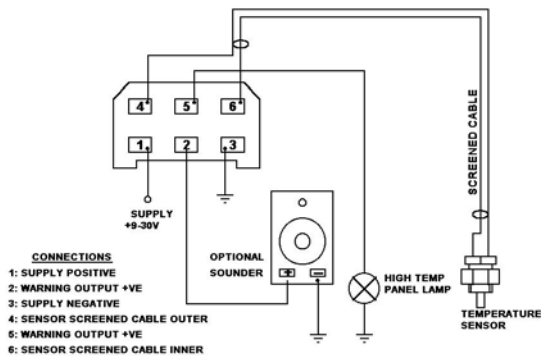 4 5 6
1 2 3
SCREENED CABLE
SUPPLY
+9-30V
OPTIONAL
SOUNDER
+ −
HIGH TEMP
PANEL LAMP
TEMPERATURE
SENSOR
CONNECTIONS
1: SUPPLY POSITIVE
2: WARNING OUTPUT +VE
3: SUPPLY NEGATIVE
4: SENSOR SCREENED CABLE OUTER
5: WARNING OUTPUT +VE
6: SENSOR SCREENED CABLE INNER